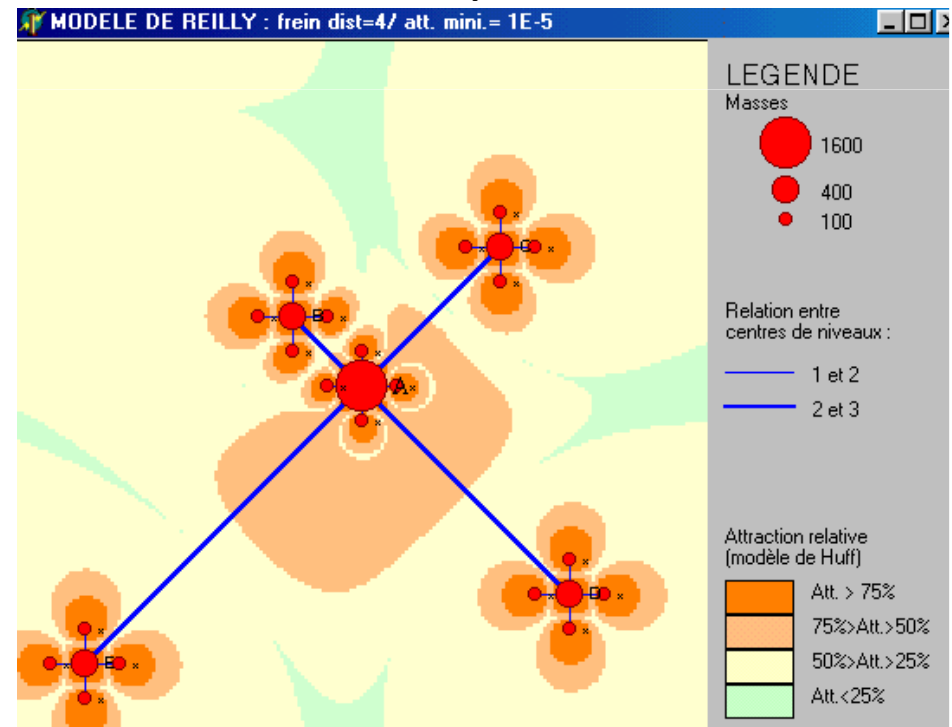 MODELE DE REILLY : frein dist=4/ att. mini.= 1E-5
LEGENDE
Masses
1600
400
100
Relation entre
centres de niveaux :
1 et 2
2 et 3
Attraction relative
(modèle de Huff)
Att. > 75%
75%>Att.>50%
50%>Att.>25%
Att.<25%
C
B
A
D
E